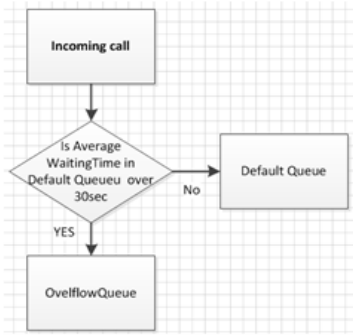 Incoming call
Is Average
WaitingTime in
Default Queueu over
30sec
No
Default Queue
YES
OvelflowQueue